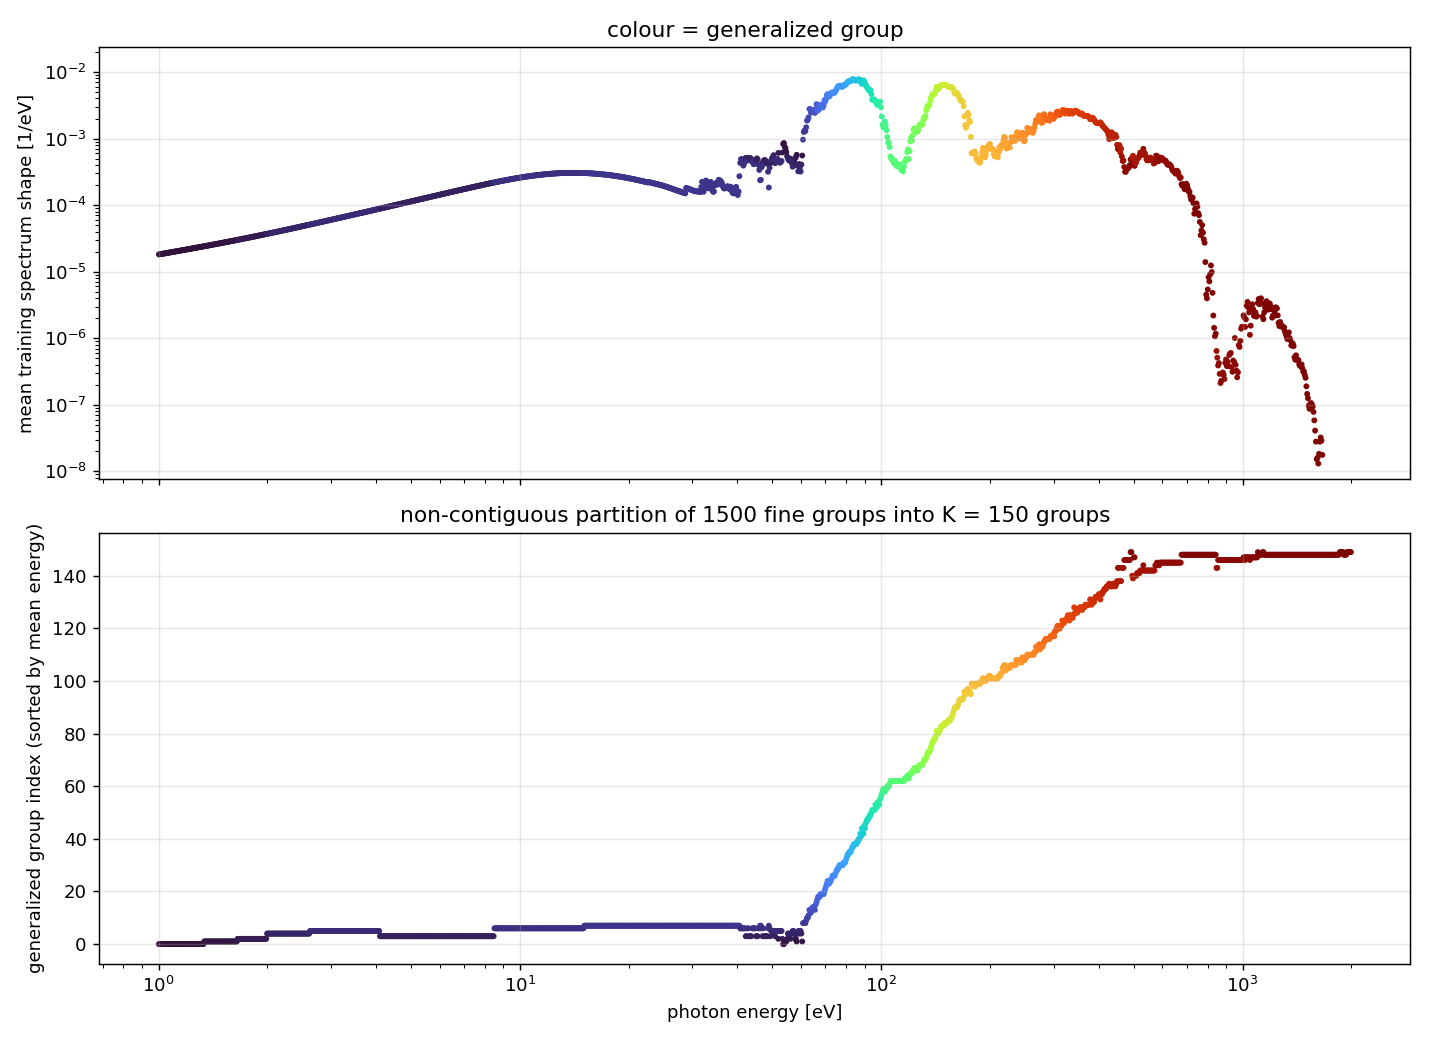 colour = generalized group
mean training spectrum shape [1/eV]
10⁻²
10⁻³
10⁻⁴
10⁻⁵
10⁻⁶
10⁻⁷
10⁻⁸
non-contiguous partition of 1500 fine groups into K = 150 groups
generalized group index (sorted by mean energy)
140
120
100
80
60
40
20
0
10⁰ 10¹ 10² 10³
photon energy [eV]